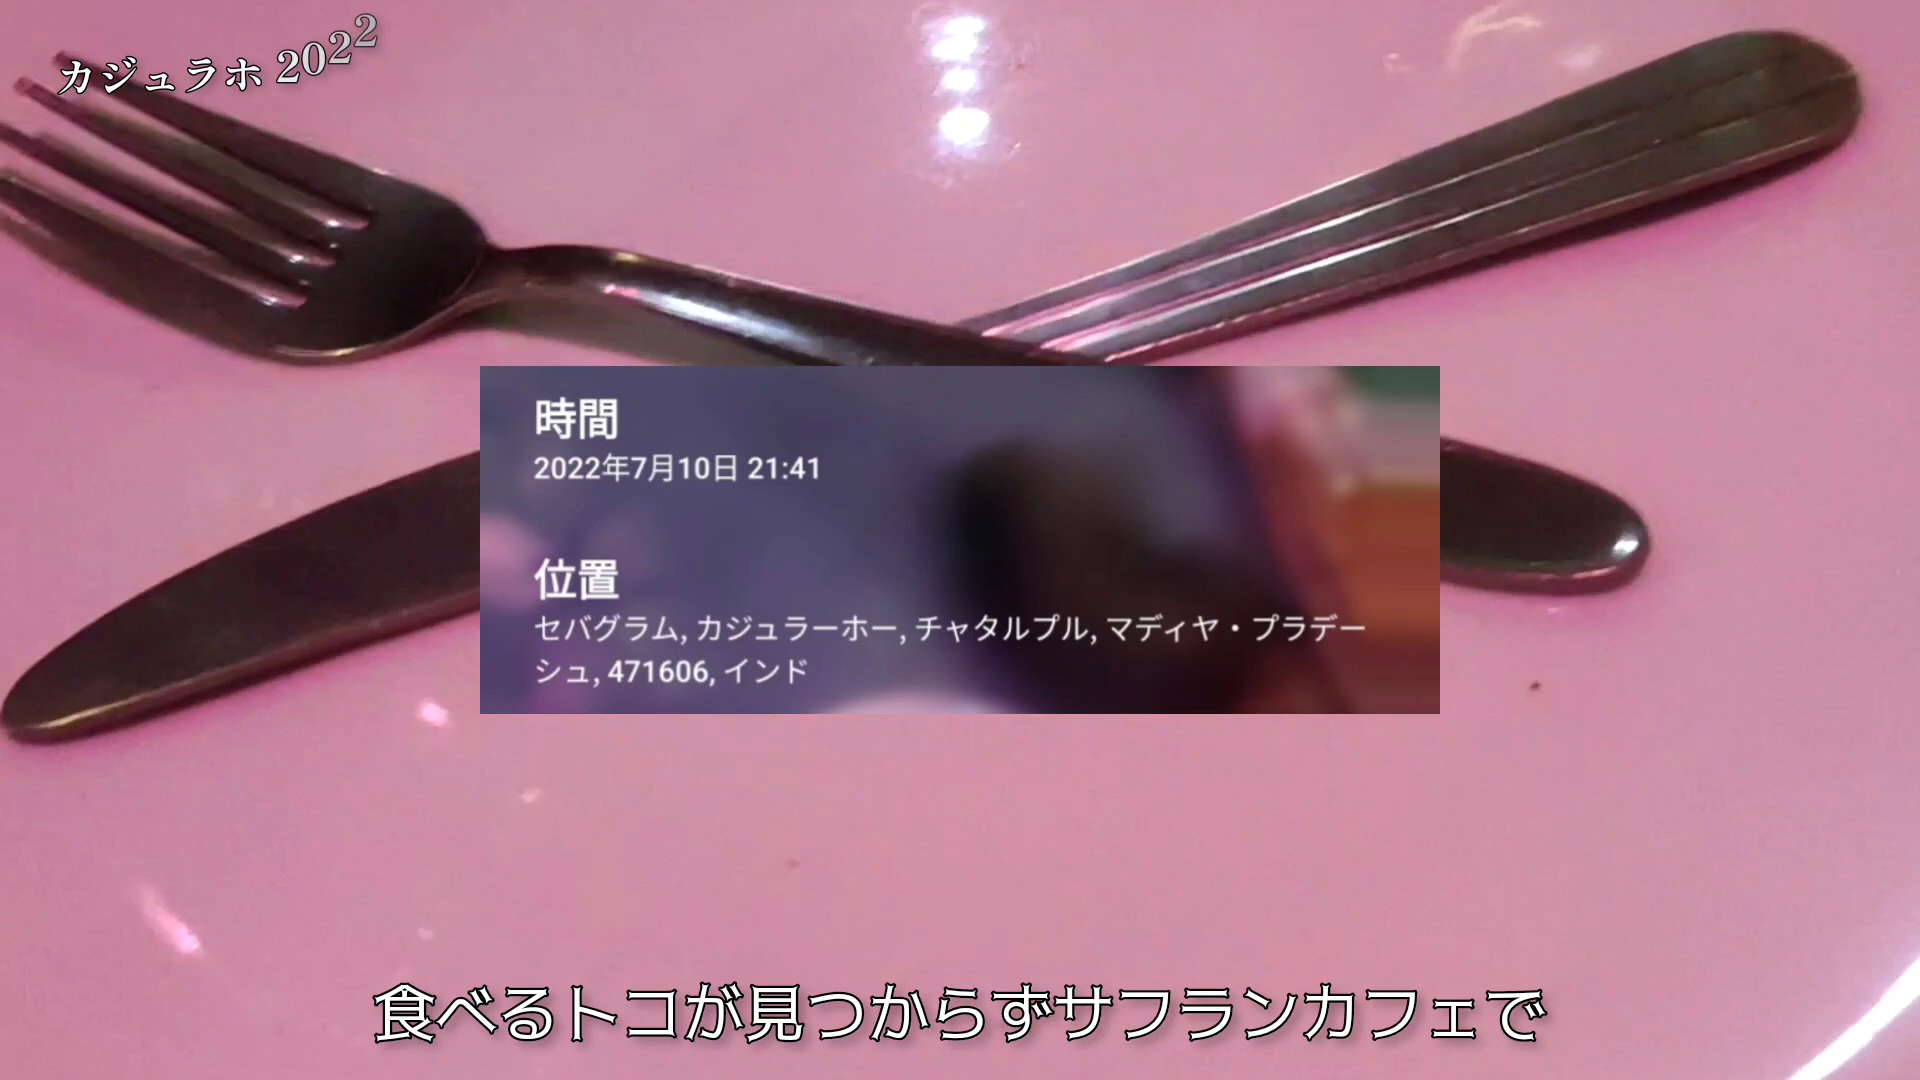 カジュラホ 2022
時間
2022年7月10日 21:41
位置
セバグラム, カジュラーホー, チャタルプル, マディヤ・プラデー
シュ, 471606, インド
食べるトコが見つからずサフランカフェで